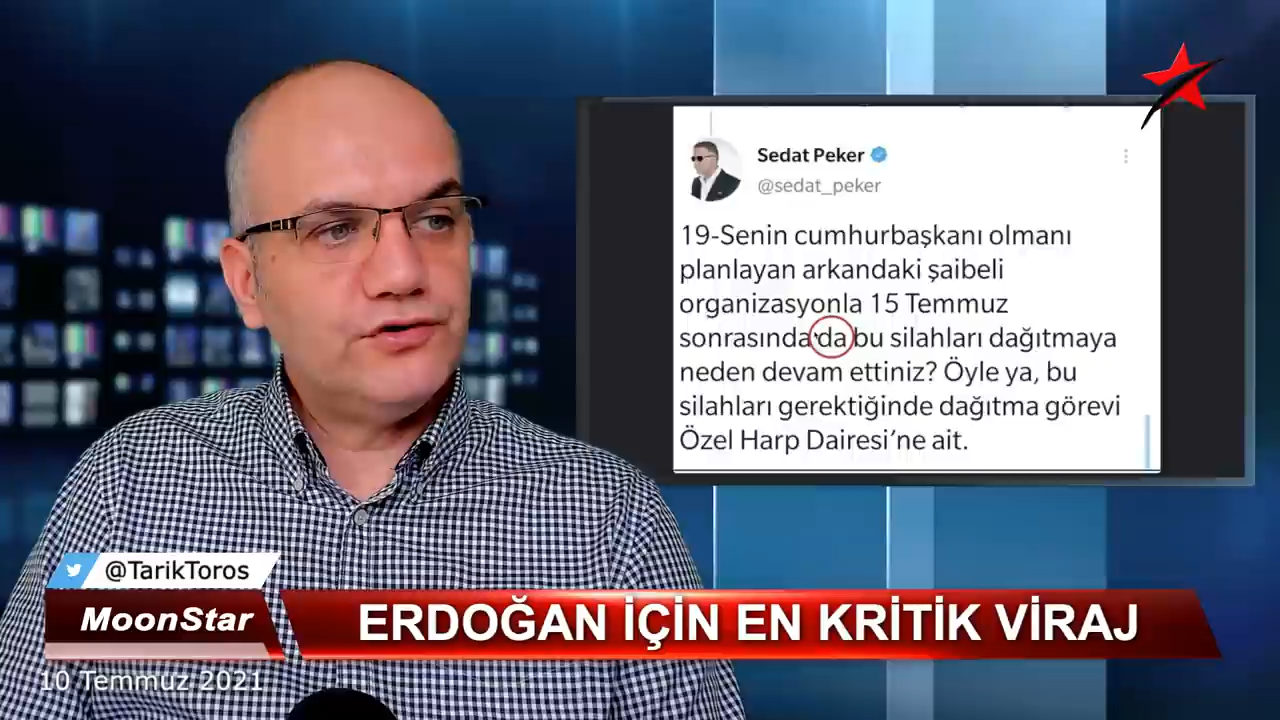 Sedat Peker
@sedat_peker
19-Senin cumhurbaşkanı olmanı
planlayan arkandaki şaibeli
organizasyonla 15 Temmuz
sonrasında da bu silahları dağıtmaya
neden devam ettiniz? Öyle ya, bu
silahları gerektiğinde dağıtma görevi
Özel Harp Dairesi’ne ait.
@TarikToros
MoonStar
ERDOĞAN İÇİN EN KRİTİK VİRAJ
10 Temmuz 2021